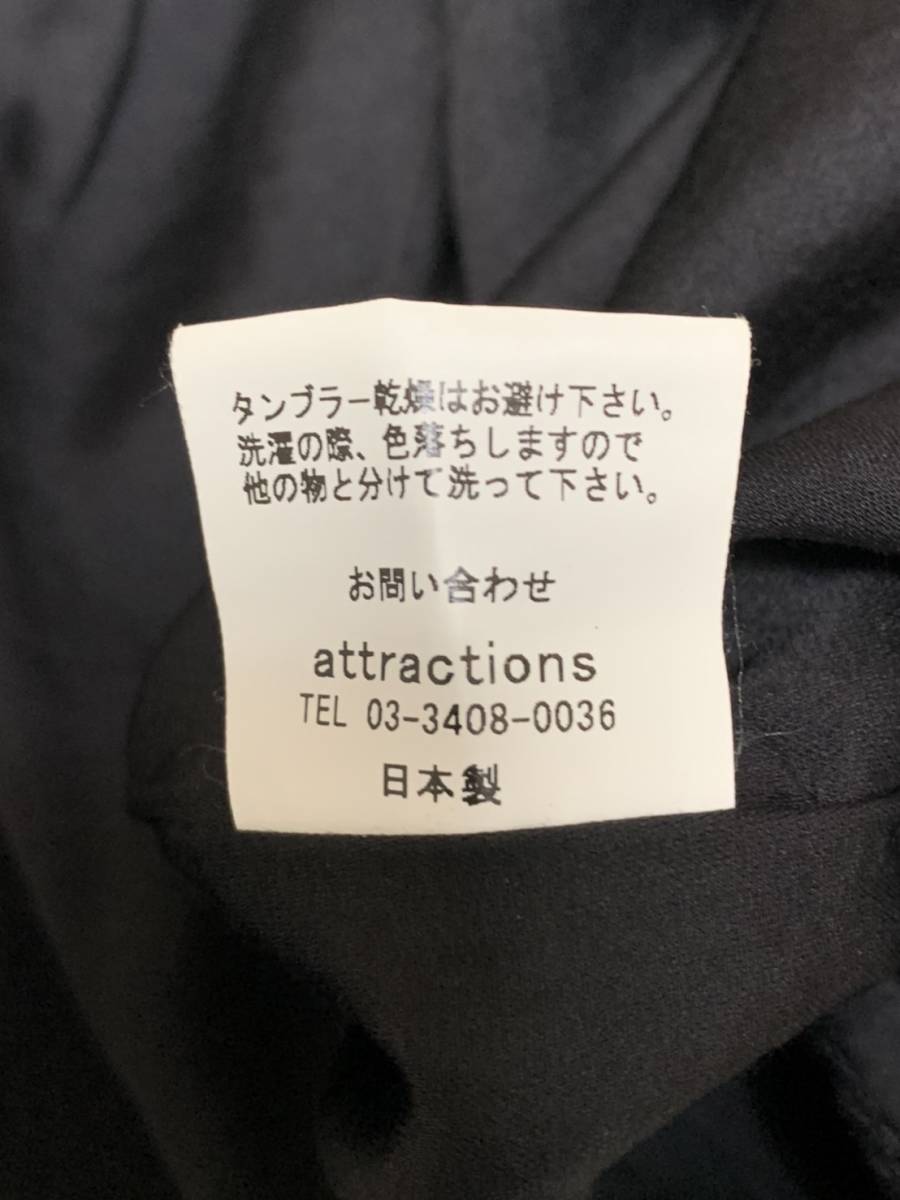 タンブラー乾燥はお避け下さい。
洗濯の際、色落ちしますので
他の物と分けて洗って下さい。
お問い合わせ
attractions
TEL 03-3408-0036
日本製